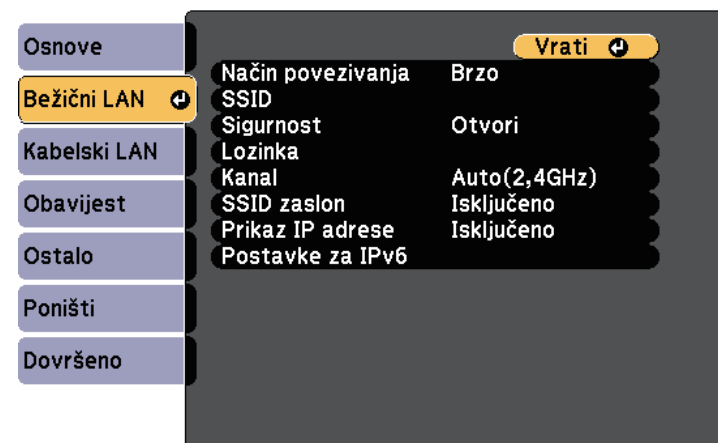 Osnove
Bežični LAN
Kabelski LAN
Obavijest
Ostalo
Poništi
Dovršeno
Vrati
Način povezivanja Brzo
SSID
Sigurnost Otvori
Lozinka
Kanal Auto(2,4GHz)
SSID zaslon Isključeno
Prikaz IP adrese Isključeno
Postavke za IPv6